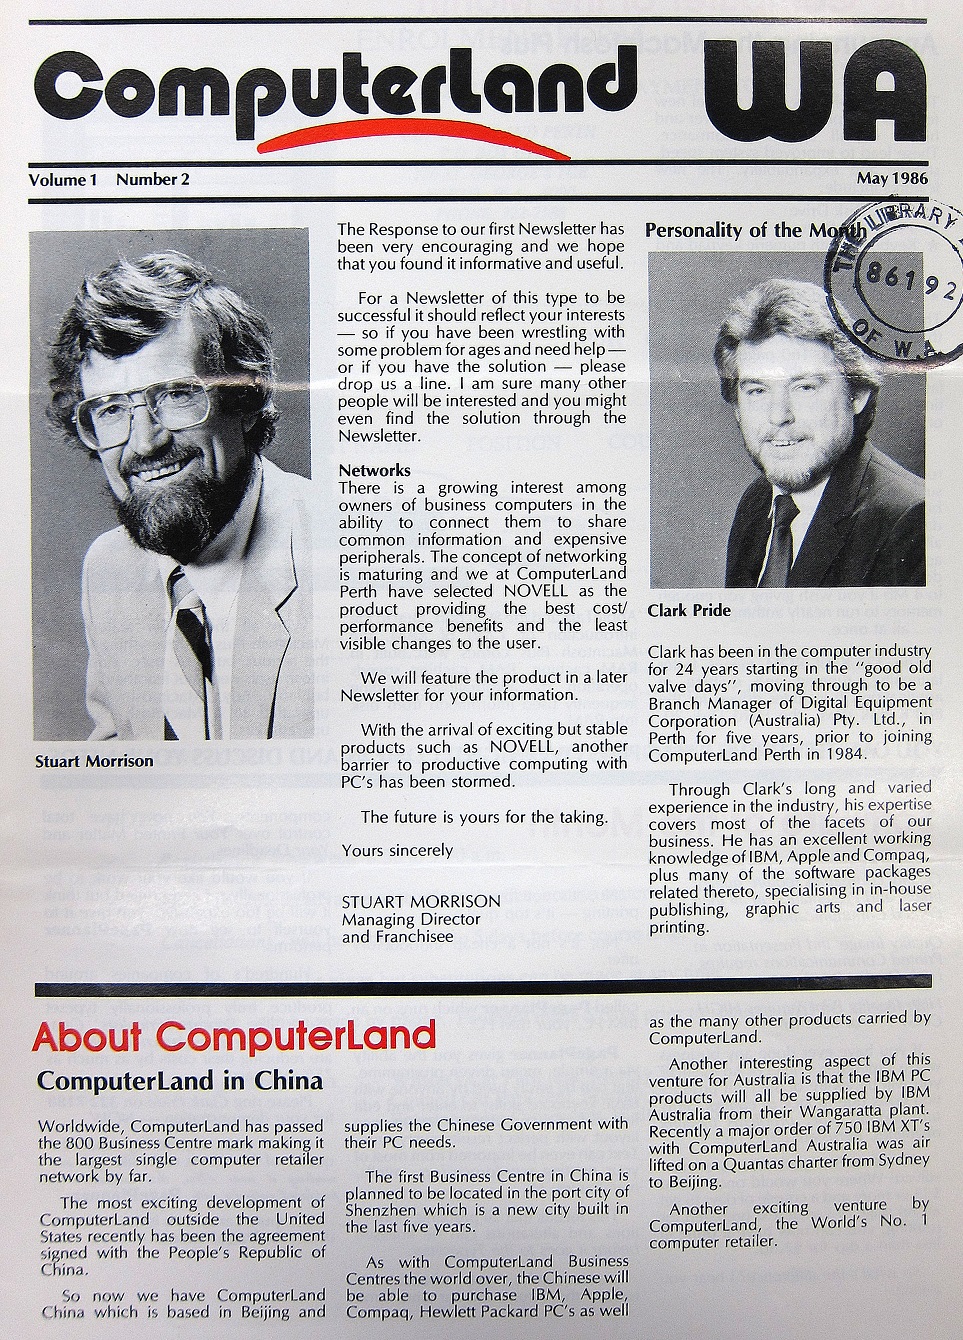 ComputerLand WA
Volume 1 Number 2
May 1986
Stuart Morrison
The Response to our first Newsletter has
been very encouraging and we hope
that you found it informative and useful.
For a Newsletter of this type to be
successful it should reflect your interests
— so if you have been wrestling with
some problem for ages and need help —
or if you have the solution — please
drop us a line. I am sure many other
people will be interested and you might
even find the solution through the
Newsletter.
Networks
There is a growing interest among
owners of business computers in the
ability to connect them to share
common information and expensive
peripherals. The concept of networking
is maturing and we at ComputerLand
Perth have selected NOVELL as the
product providing the best cost/
performance benefits and the least
visible changes to the user.
We will feature the product in a later
Newsletter for your information.
With the arrival of exciting but stable
products such as NOVELL, another
barrier to productive computing with
PC's has been stormed.
The future is yours for the taking.
Yours sincerely
STUART MORRISON
Managing Director
and Franchisee
Personality of the Month
THE LIBRARY
861 92
OF W.A.
Clark Pride
Clark has been in the computer industry
for 24 years starting in the "good old
valve days", moving through to be a
Branch Manager of Digital Equipment
Corporation (Australia) Pty. Ltd., in
Perth for five years, prior to joining
ComputerLand Perth in 1984.
Through Clark's long and varied
experience in the industry, his expertise
covers most of the facets of our
business. He has an excellent working
knowledge of IBM, Apple and Compaq,
plus many of the software packages
related thereto, specialising in in-house
publishing, graphic arts and laser
printing.
About ComputerLand
ComputerLand in China
Worldwide, ComputerLand has passed
the 800 Business Centre mark making it
the largest single computer retailer
network by far.
The most exciting development of
ComputerLand outside the United
States recently has been the agreement
signed with the People's Republic of
China.
So now we have ComputerLand
China which is based in Beijing and
supplies the Chinese Government with
their PC needs.
The first Business Centre in China is
planned to be located in the port city of
Shenzhen which is a new city built in
the last five years.
As with ComputerLand Business
Centres the world over, the Chinese will
be able to purchase IBM, Apple,
Compaq, Hewlett Packard PC's as well
as the many other products carried by
ComputerLand.
Another interesting aspect of this
venture for Australia is that the IBM PC
products will all be supplied by IBM
Australia from their Wangaratta plant.
Recently a major order of 750 IBM XT's
with ComputerLand Australia was air
lifted on a Quantas charter from Sydney
to Beijing.
Another exciting venture by
ComputerLand, the World's No. 1
computer retailer.